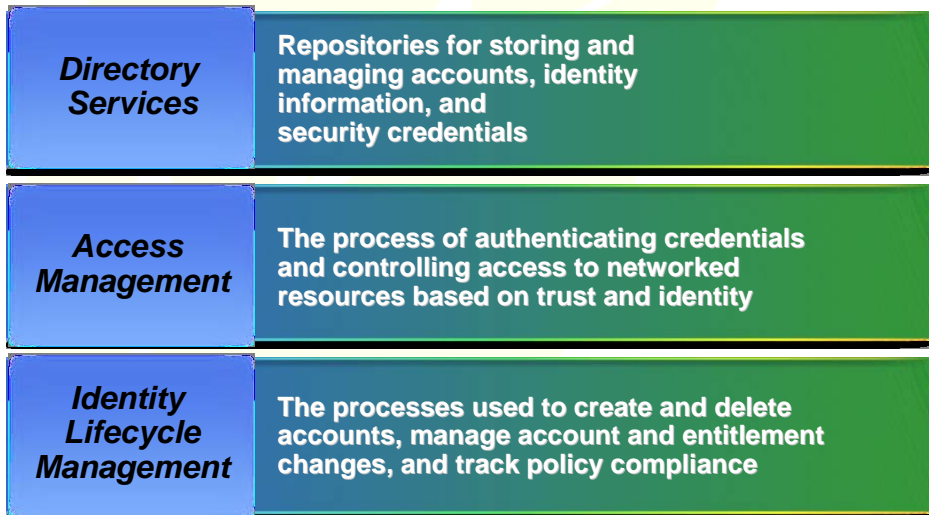 Directory
Services
Repositories for storing and
managing accounts, identity
information, and
security credentials
Access
Management
The process of authenticating credentials
and controlling access to networked
resources based on trust and identity
Identity
Lifecycle
Management
The processes used to create and delete
accounts, manage account and entitlement
changes, and track policy compliance